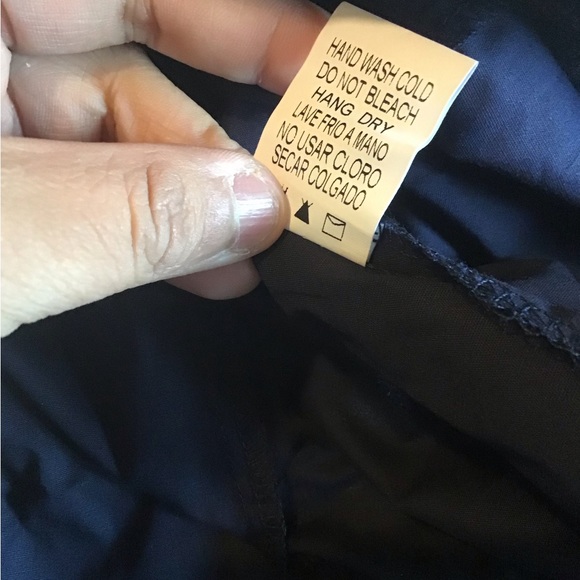 HAND WASH COLD
DO NOT BLEACH
HANG DRY
LAVE FRIO A MANO
NO USAR CLORO
SECAR COLGADO